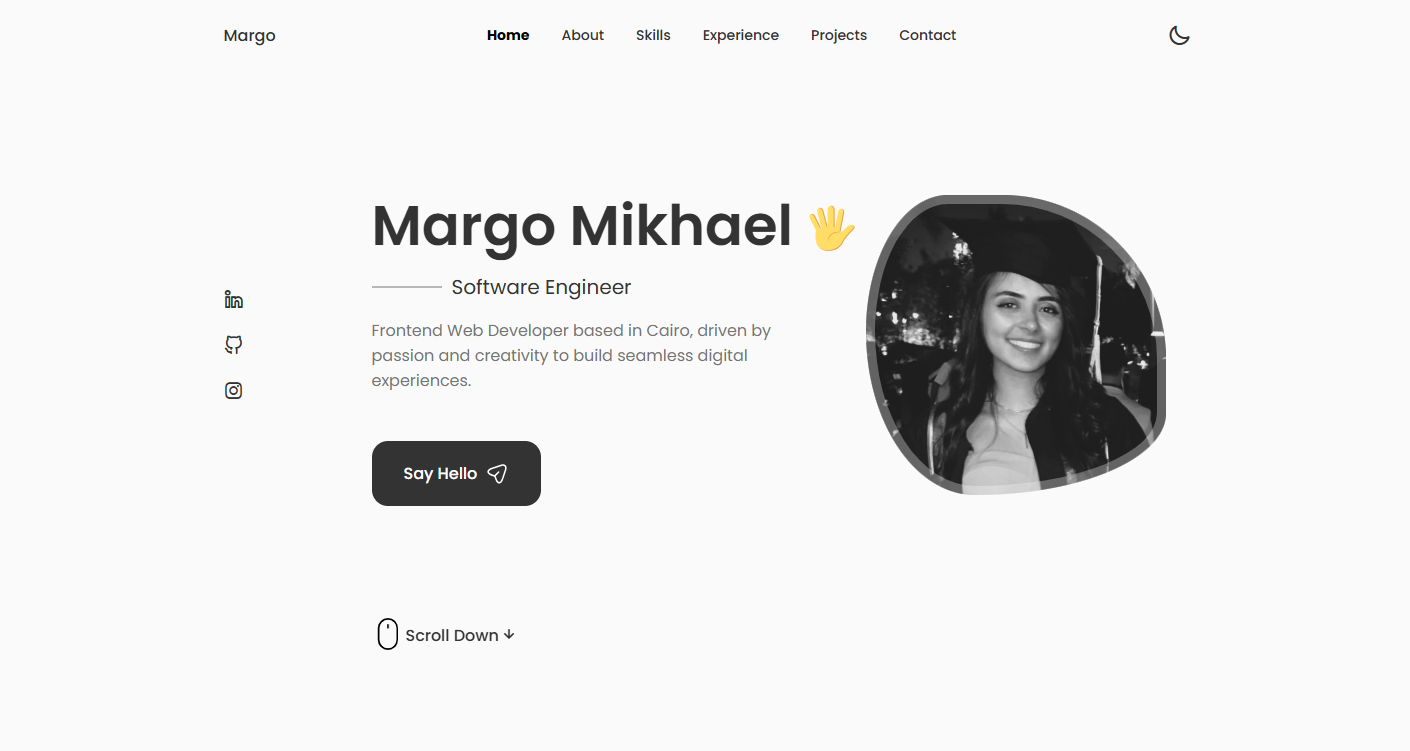 Margo
Home About Skills Experience Projects Contact
Margo Mikhael 🖐
Software Engineer
Frontend Web Developer based in Cairo, driven by
passion and creativity to build seamless digital
experiences.
Say Hello
Scroll Down ↓